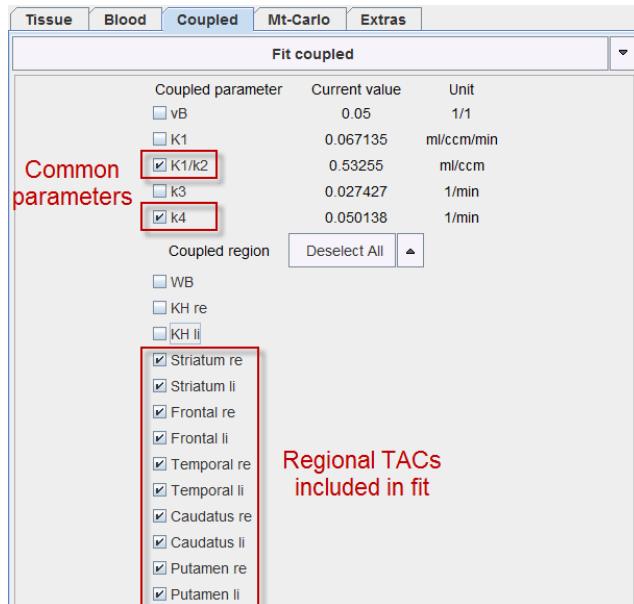 Tissue Blood Coupled Mt-Carlo Extras
Fit coupled
Coupled parameter Current value Unit
vB 0.05 1/1
K1 0.067135 ml/ccm/min
K1/k2 0.53255 ml/ccm
k3 0.027427 1/min
k4 0.050138 1/min
Common
parameters
Coupled region Deselect All
WB
KH re
KH li
Striatum re
Striatum li
Frontal re
Frontal li
Temporal re
Temporal li
Caudatus re
Caudatus li
Putamen re
Putamen li
Regional TACs
included in fit